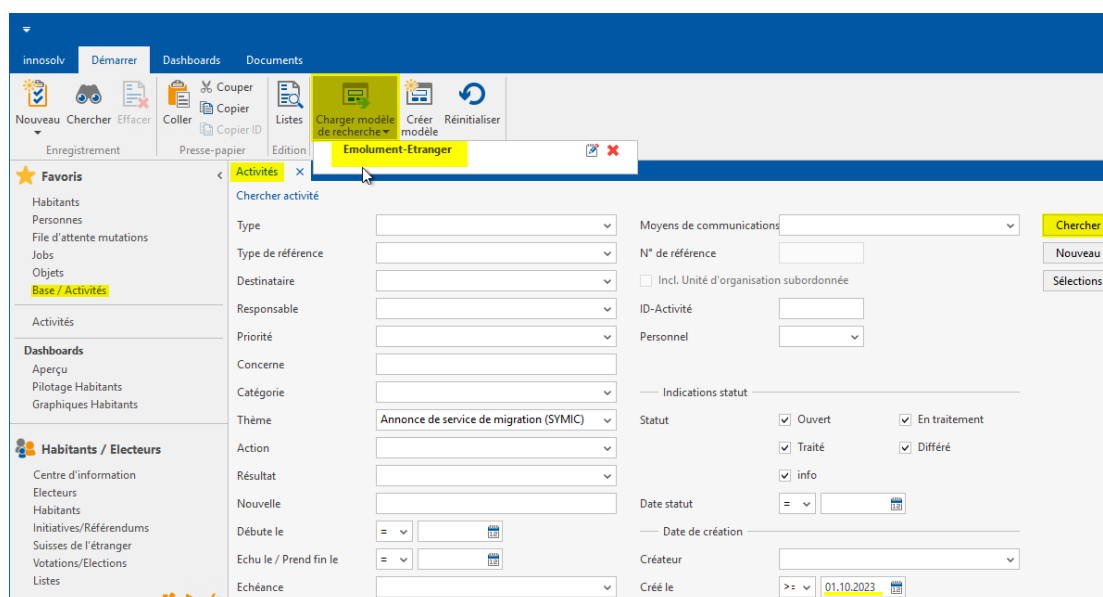 innosolv Démarrer Dashboards Documents
Nouveau Chercher Effacer Coller Couper Copier Copier ID Listes Charger modèle de recherche Créer modèle Réinitialiser
Enregistrement Presse-papier Edition
Emolument-Etranger
Favoris
Habitants
Personnes
File d'attente mutations
Jobs
Objets
Base / Activités
Activités
Dashboards
Aperçu
Pilotage Habitants
Graphiques Habitants
Habitants / Electeurs
Centre d'information
Electeurs
Habitants
Initiatives/Référendums
Suisses de l'étranger
Votations/Elections
Listes
Activités
Chercher activité
Type
Type de référence
Destinataire
Responsable
Priorité
Concerne
Catégorie
Thème Annonce de service de migration (SYMIC)
Action
Résultat
Nouvelle
Débute le =
Echu le / Prend fin le =
Echéance
Moyens de communications
N° de référence
Incl. Unité d'organisation subordonnée
ID-Activité
Personnel
Indications statut
Statut Ouvert En traitement
Traité Différé
info
Date statut =
Date de création
Créateur
Créé le >= 01.10.2023
Chercher
Nouveau
Sélections